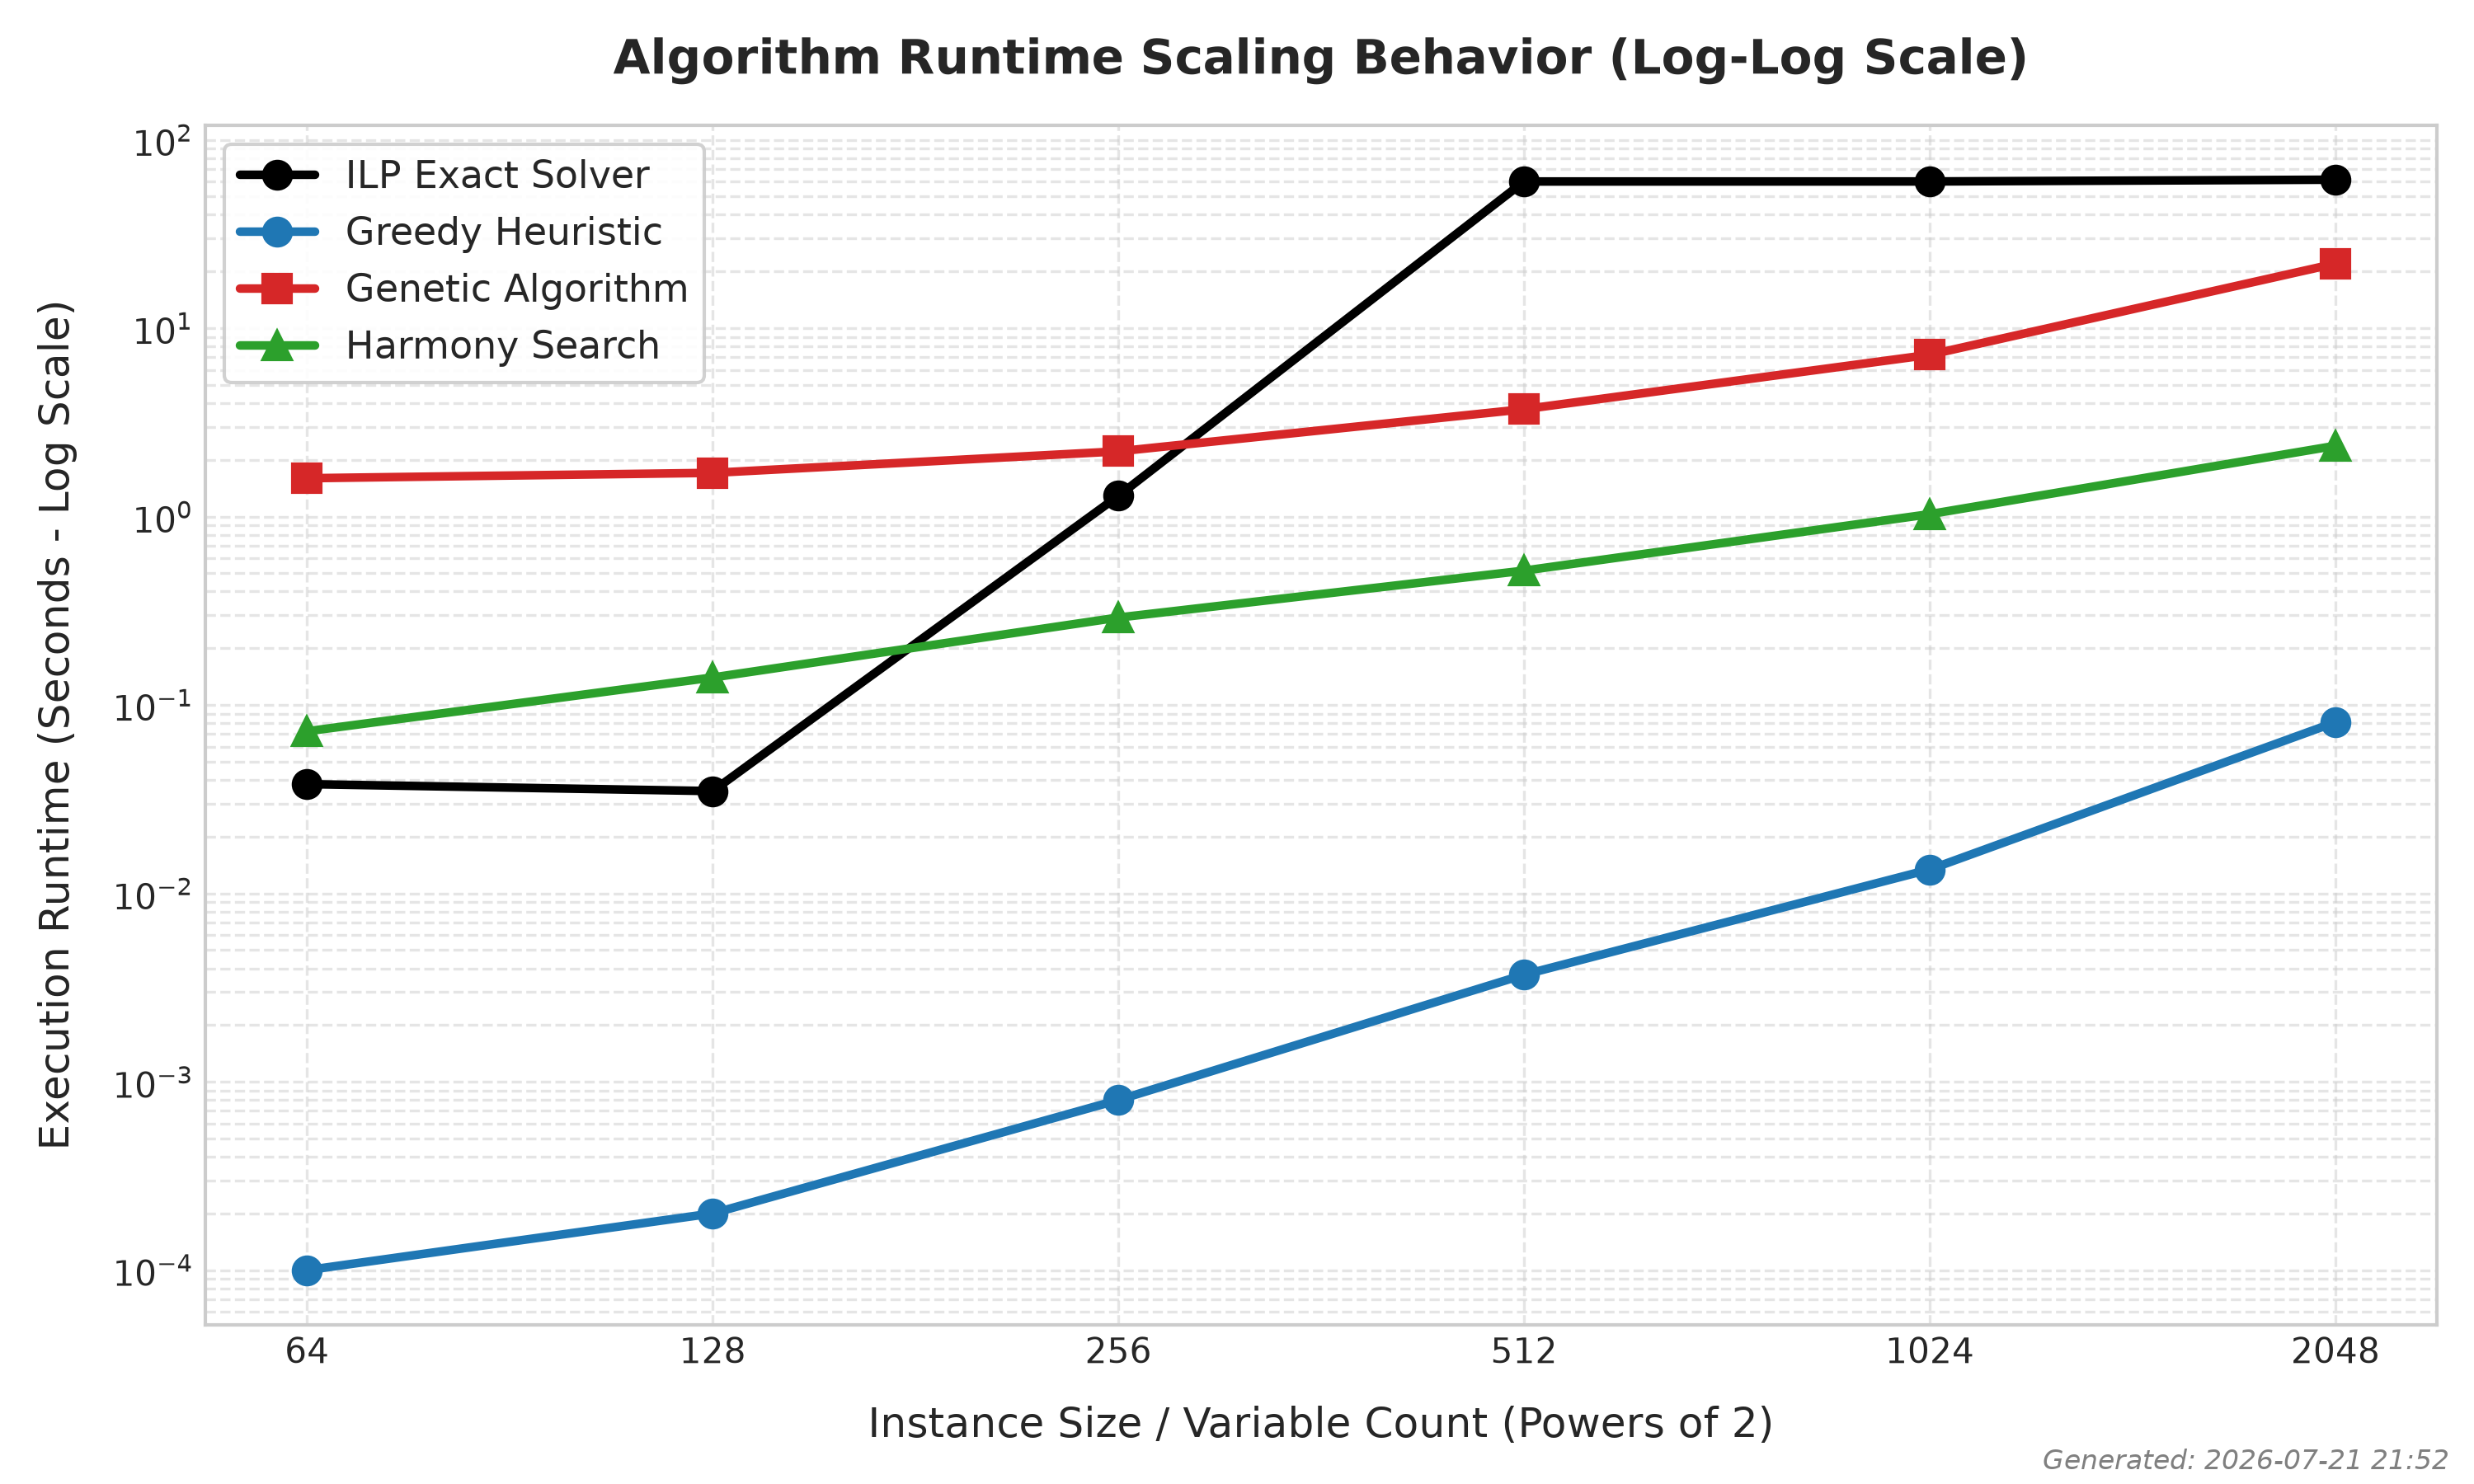 Algorithm Runtime Scaling Behavior (Log-Log Scale)
Execution Runtime (Seconds - Log Scale)
10²
10¹
10⁰
10⁻¹
10⁻²
10⁻³
10⁻⁴
ILP Exact Solver
Greedy Heuristic
Genetic Algorithm
Harmony Search
64 128 256 512 1024 2048
Instance Size / Variable Count (Powers of 2)
Generated: 2026-07-21 21:52